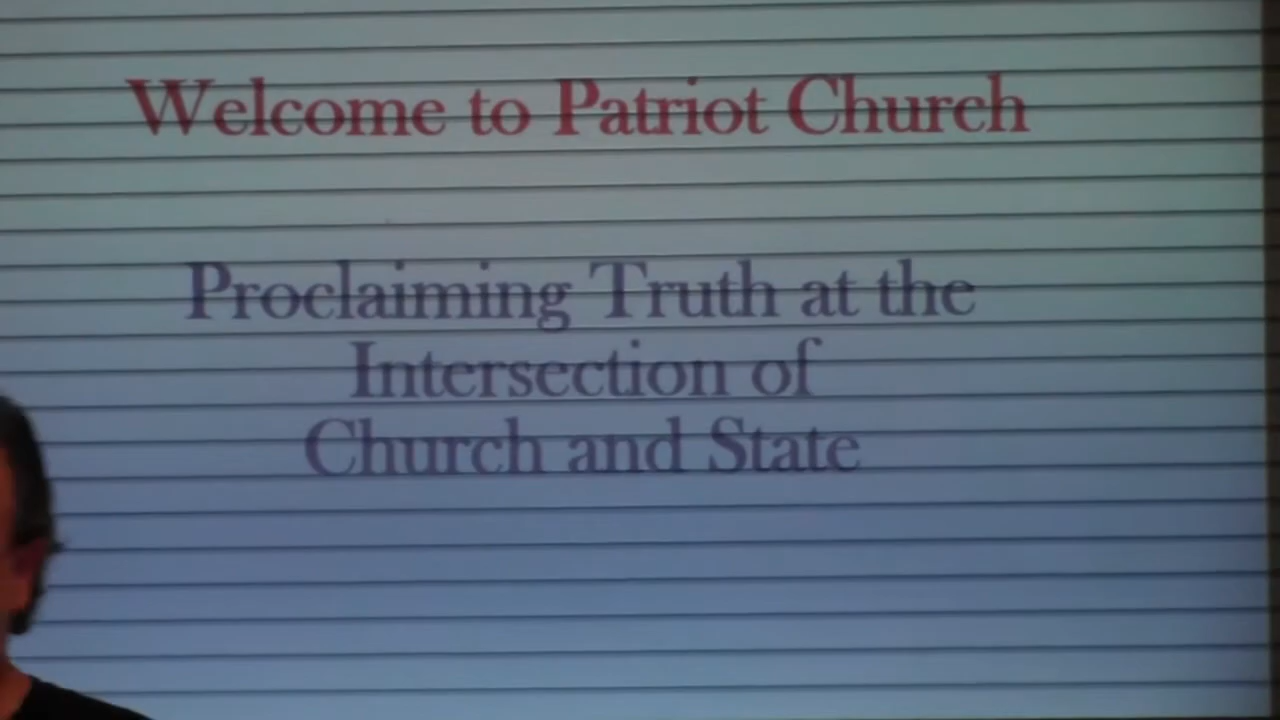 Welcome to Patriot Church
Proclaiming Truth at the
Intersection of
Church and State